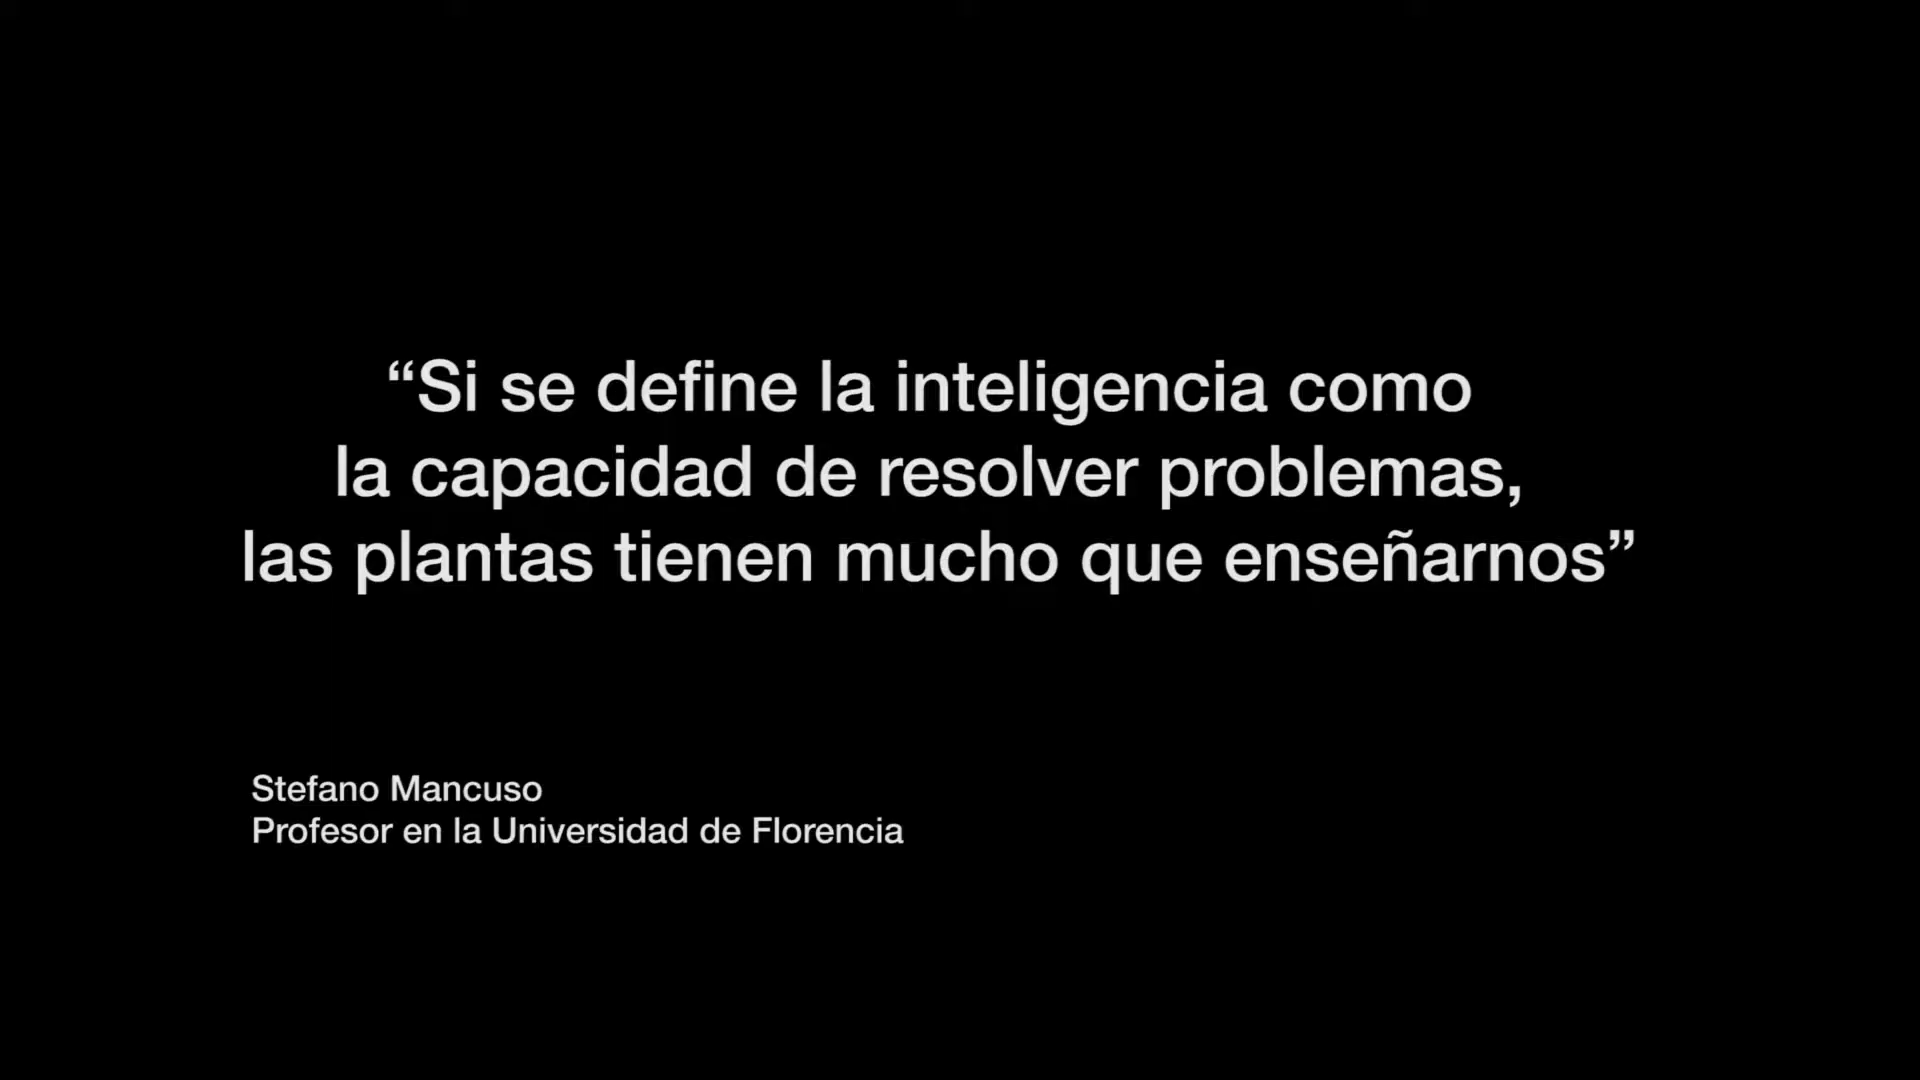 “Si se define la inteligencia como
la capacidad de resolver problemas,
las plantas tienen mucho que enseñarnos”
Stefano Mancuso
Profesor en la Universidad de Florencia